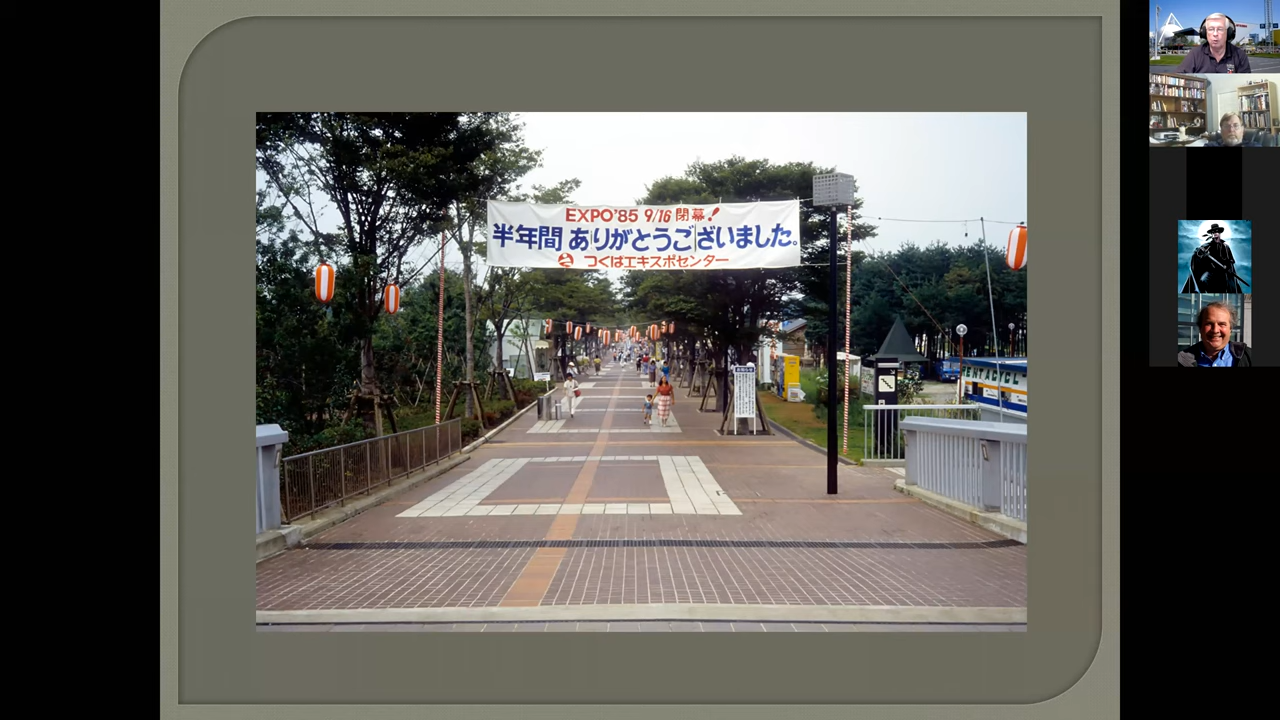 EXPO'85 9/16 閉幕!
半年間 ありがとうございました。
つくばエキスポセンター
RENTACYCL